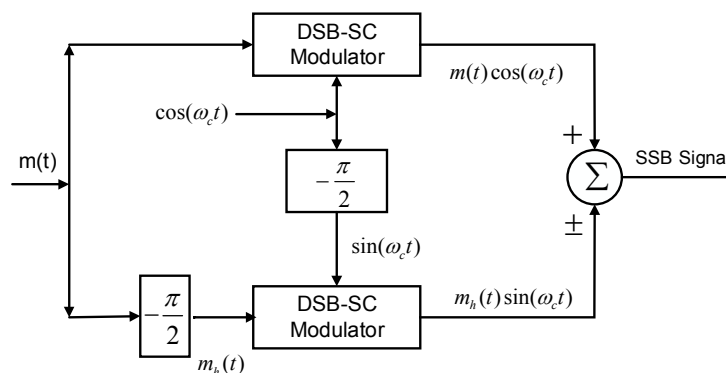 DSB-SC
Modulator
m(t)cos(ω_c t)
cos(ω_c t)
+
SSB Signal
m(t)
−π/2
Σ
±
sin(ω_c t)
DSB-SC
Modulator
m_h(t)sin(ω_c t)
−π/2
m_h(t)